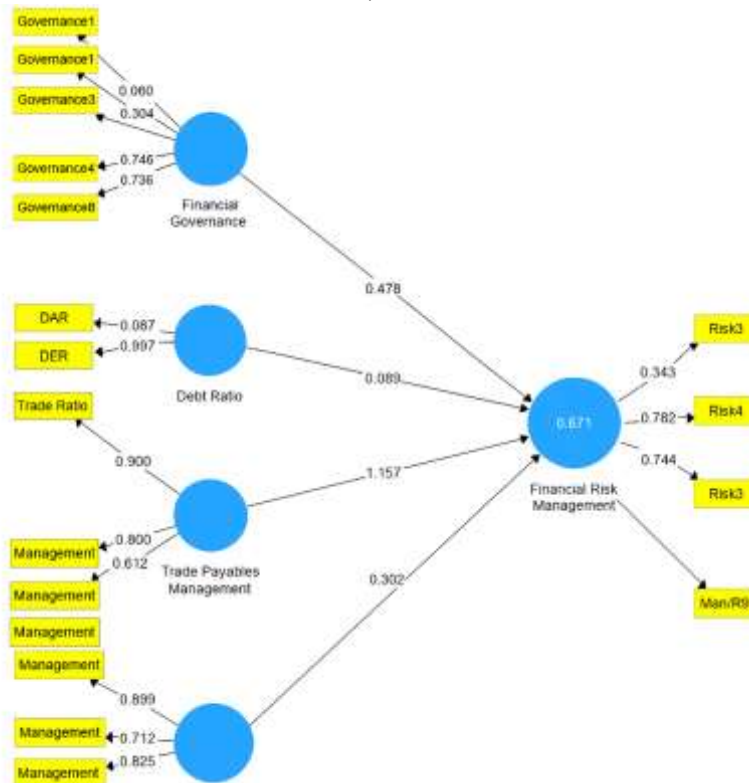 Governance1
Governance1
0.060
Governance3
0.304
Governance4
0.746
0.736
Governance8
Financial
Governance
0.478
DAR
0.087
Risk3
DER
0.997
0.343
0.089
Debt Ratio
Trade Ratio
0.782
Risk4
0.671
0.900
0.744
1.157
Financial Risk
Management
Risk3
Management
0.800
0.612
Trade Payables
Management
Management
0.302
Man/R9
Management
Management
0.899
Management
0.712
0.825
Management